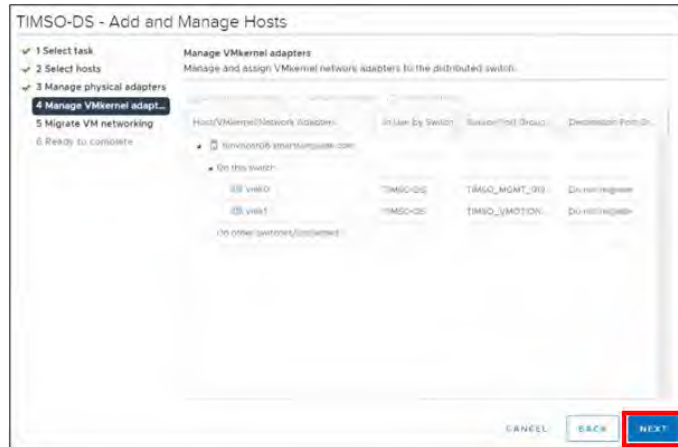 TIMSO-DS - Add and Manage Hosts
1 Select task
2 Select hosts
3 Manage physical adapters
4 Manage VMkernel adapt...
5 Migrate VM networking
6 Ready to complete
Manage VMkernel adapters
Manage and assign VMkernel network adapters to the distributed switch.
Host/VMkernel Network Adapters In Use by Switch Source Port Group Destination Port Gr...
On this switch
vmk0 TIMSO-DS TIMSO_MGMT_ Do not migrate
vmk1 TIMSO-DS TIMSO_VMOTION... Do not migrate
On other switches/unclaimed
CANCEL BACK NEXT